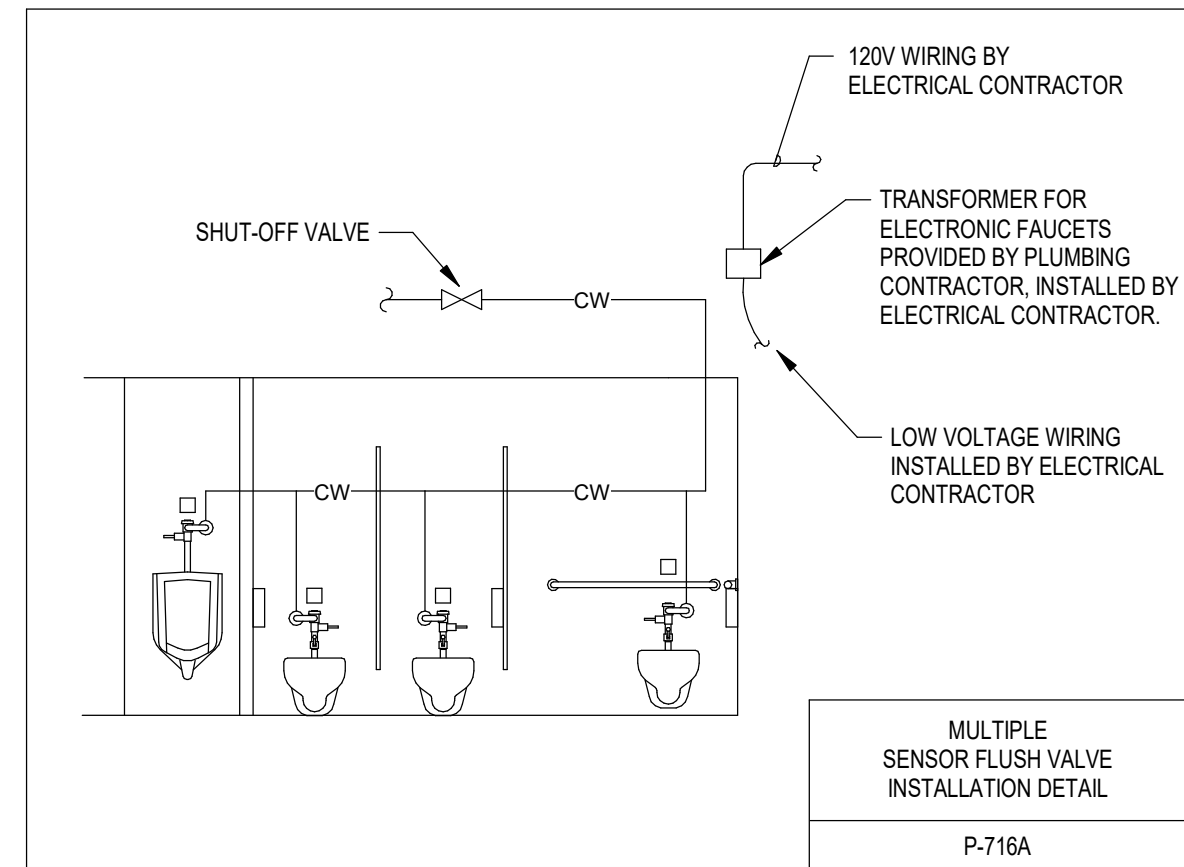 120V WIRING BY
ELECTRICAL CONTRACTOR
TRANSFORMER FOR
ELECTRONIC FAUCETS
PROVIDED BY PLUMBING
CONTRACTOR, INSTALLED BY
ELECTRICAL CONTRACTOR.
SHUT-OFF VALVE
CW
LOW VOLTAGE WIRING
INSTALLED BY ELECTRICAL
CONTRACTOR
CW
CW
MULTIPLE
SENSOR FLUSH VALVE
INSTALLATION DETAIL
P-716A